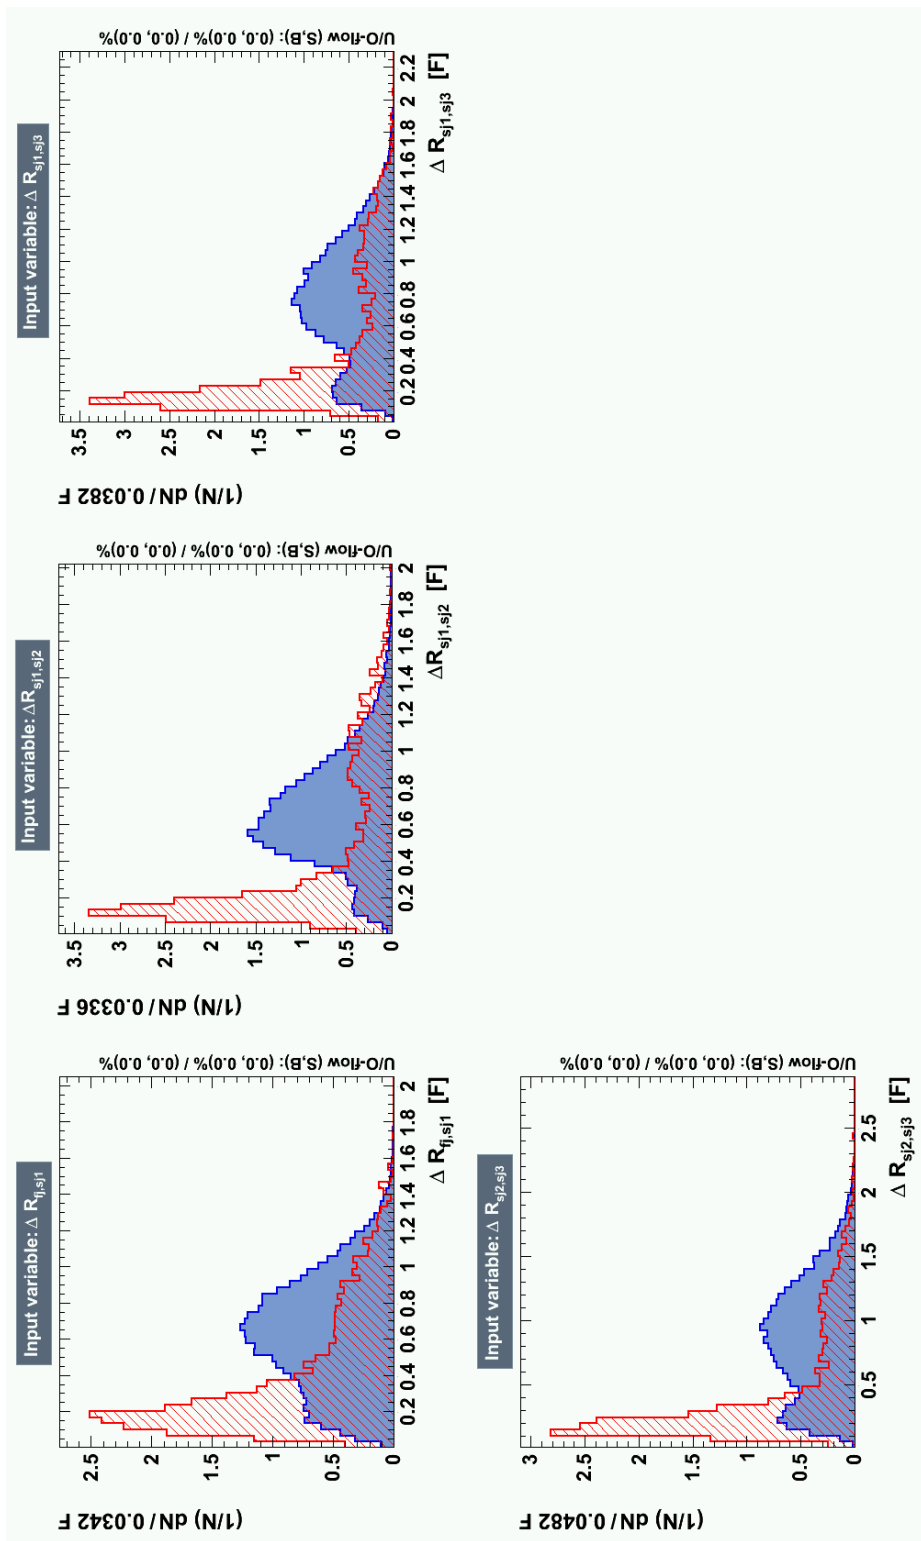 Input variable: Δ R_fj,sj1
(1/N) dN / 0.0342 F
2.5
2
1.5
1
0.5
0
0.2 0.4 0.6 0.8 1 1.2 1.4 1.6 1.8 2
Δ R_fj,sj1 [F]
U/O-flow (S,B): (0.0, 0.0)% / (0.0, 0.0)%
Input variable: ΔR_sj1,sj2
(1/N) dN / 0.0336 F
3.5
3
2.5
2
1.5
1
0.5
0
0.2 0.4 0.6 0.8 1 1.2 1.4 1.6 1.8 2
ΔR_sj1,sj2 [F]
U/O-flow (S,B): (0.0, 0.0)% / (0.0, 0.0)%
Input variable: Δ R_sj1,sj3
(1/N) dN / 0.0382 F
3.5
3
2.5
2
1.5
1
0.5
0
0.2 0.4 0.6 0.8 1 1.2 1.4 1.6 1.8 2 2.2
Δ R_sj1,sj3 [F]
U/O-flow (S,B): (0.0, 0.0)% / (0.0, 0.0)%
Input variable: Δ R_sj2,sj3
(1/N) dN / 0.0482 F
3
2.5
2
1.5
1
0.5
0
0.5 1 1.5 2 2.5
Δ R_sj2,sj3 [F]
U/O-flow (S,B): (0.0, 0.0)% / (0.0, 0.0)%